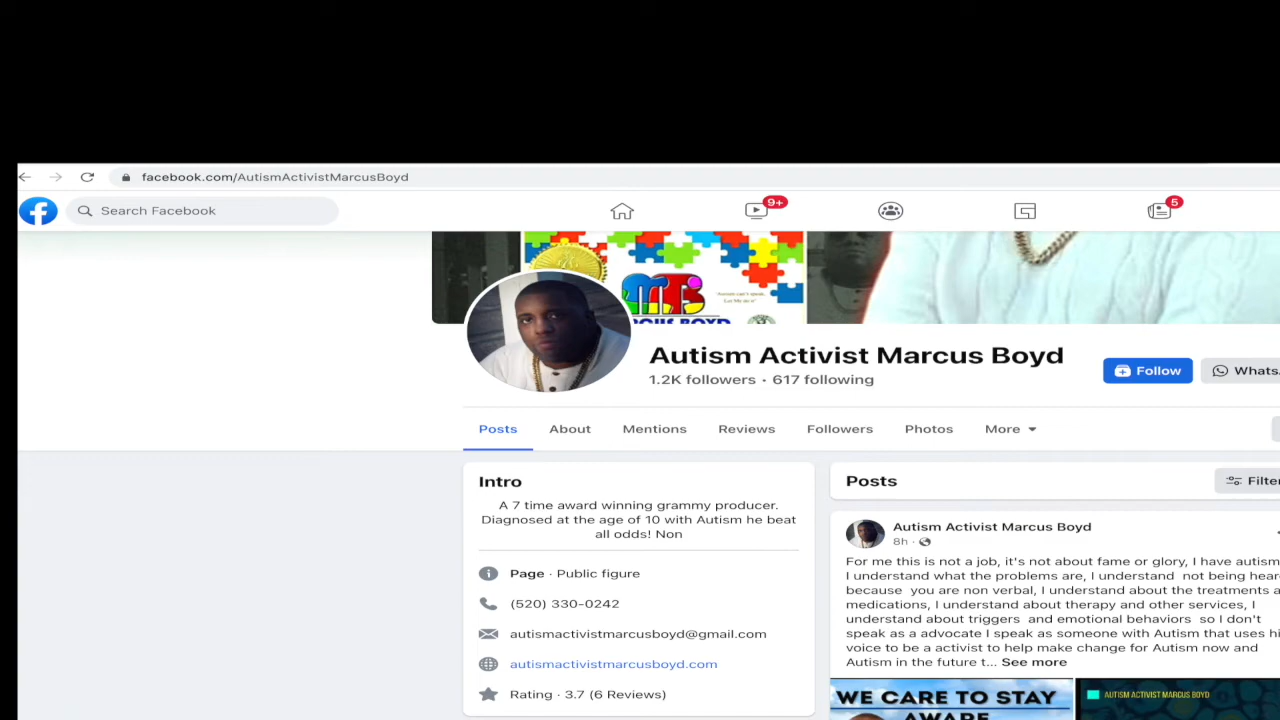 facebook.com/AutismActivistMarcusBoyd
Search Facebook
9+
5
MB
Autism Activist Marcus Boyd
1.2K followers · 617 following
Follow
Whats
Posts
About
Mentions
Reviews
Followers
Photos
More
Intro
A 7 time award winning grammy producer.
Diagnosed at the age of 10 with Autism he beat
all odds! Non
Page · Public figure
(520) 330-0242
autismactivistmarcusboyd@gmail.com
autismactivistmarcusboyd.com
Rating · 3.7 (6 Reviews)
Posts
Filter
Autism Activist Marcus Boyd
8h ·
For me this is not a job, it's not about fame or glory, I have autism
I understand what the problems are, I understand not being hear
because you are non verbal, I understand about the treatments a
medications, I understand about therapy and other services, I
understand about triggers and emotional behaviors so I don't
speak as a advocate I speak as someone with Autism that uses hi
voice to be a activist to help make change for Autism now and
Autism in the future t... See more
WE CARE TO STAY
AWARE
AUTISM ACTIVIST MARCUS BOYD